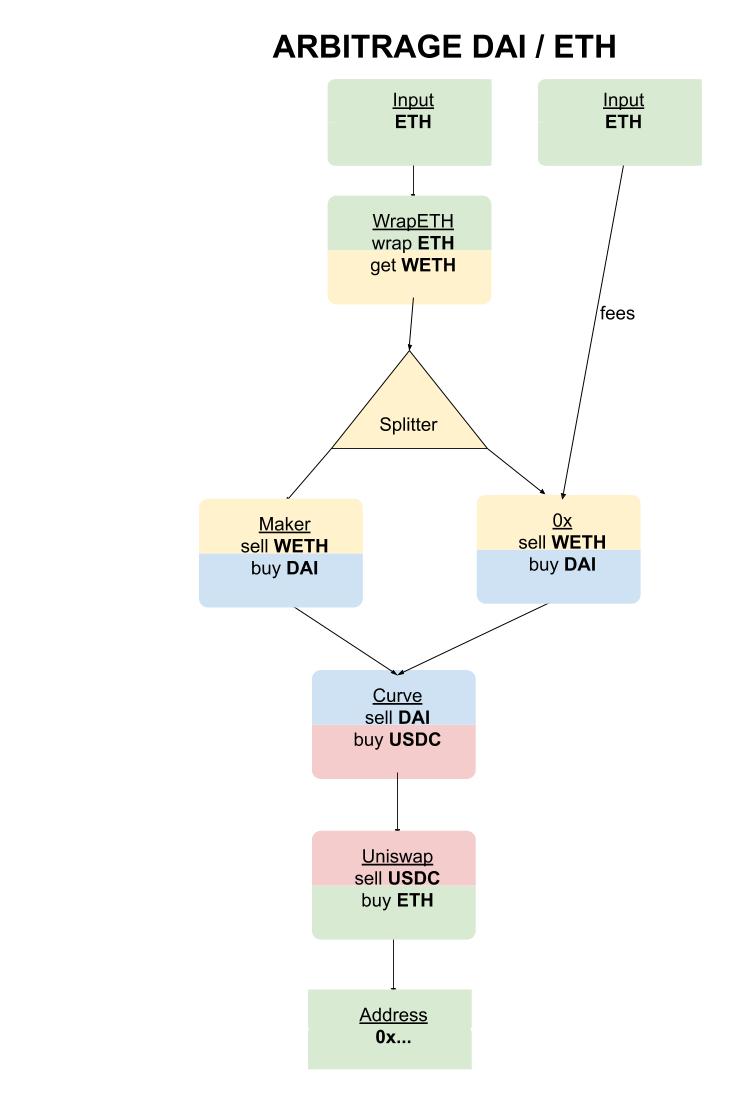 ARBITRAGE DAI / ETH
Input
ETH
Input
ETH
WrapETH
wrap ETH
get WETH
fees
Splitter
Maker
sell WETH
buy DAI
0x
sell WETH
buy DAI
Curve
sell DAI
buy USDC
Uniswap
sell USDC
buy ETH
Address
0x...